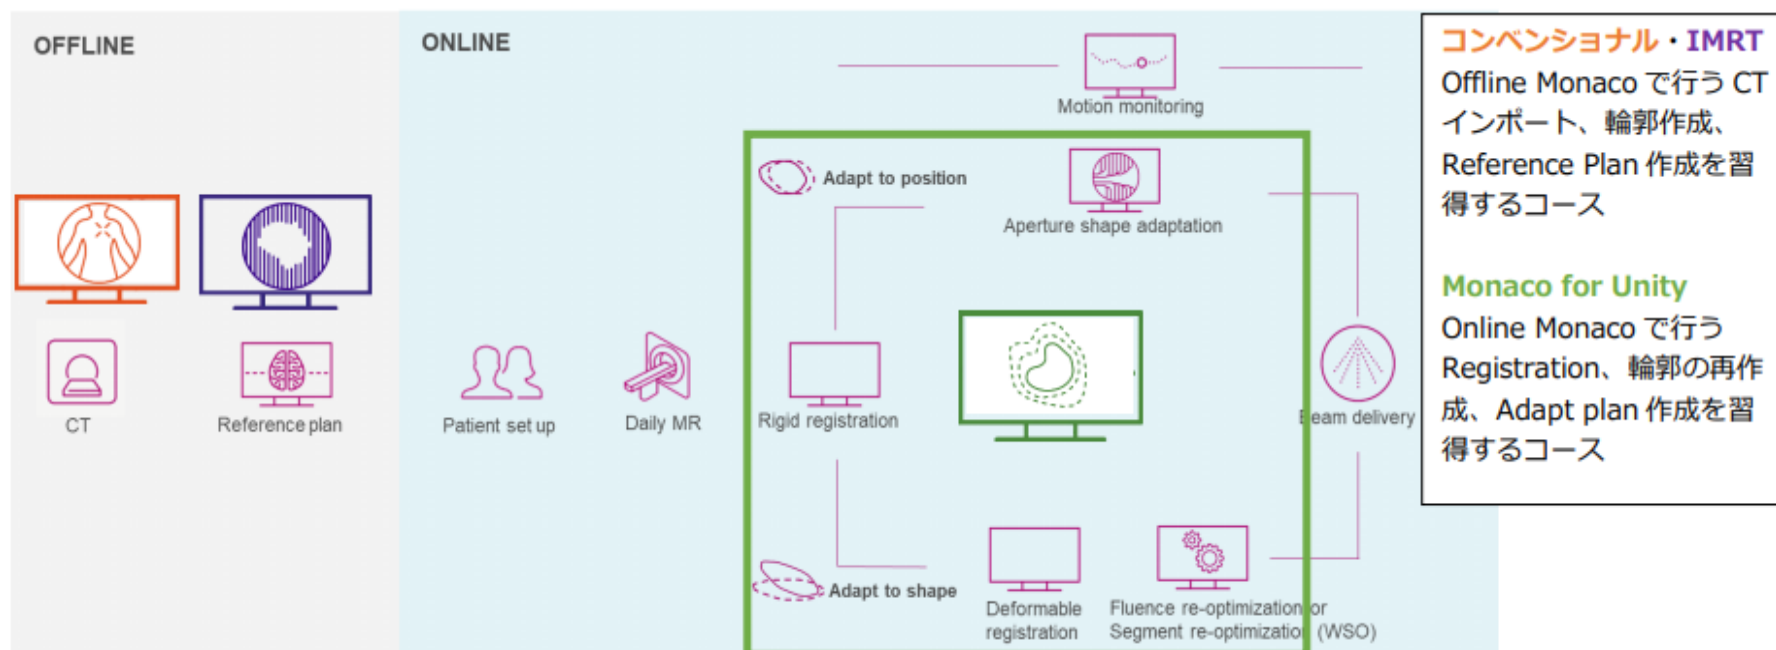 OFFLINE
CT
Reference plan
ONLINE
Motion monitoring
Adapt to position
Aperture shape adaptation
Patient set up
Daily MR
Rigid registration
Beam delivery
Adapt to shape
Deformable
registration
Fluence re-optimization or
Segment re-optimization (WSO)
コンベンショナル・IMRT
Offline Monaco で行う CT
インポート、輪郭作成、
Reference Plan 作成を習
得するコース
Monaco for Unity
Online Monaco で行う
Registration、輪郭の再作
成、Adapt plan 作成を習
得するコース